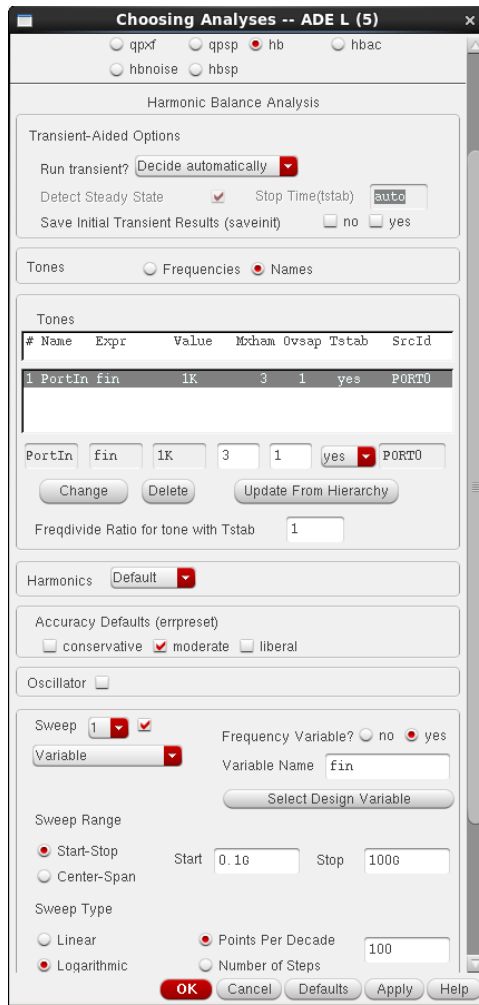 Choosing Analyses -- ADE L (5)
qpxf qpsp hb hbac
hbnoise hbsp
Harmonic Balance Analysis
Transient-Aided Options
Run transient? Decide automatically
Detect Steady State Stop Time(tstab) auto
Save Initial Transient Results (saveinit) no yes
Tones Frequencies Names
Tones
# Name Expr Value Mxham Ovsap Tstab SrcId
1 PortIn fin 1K 3 1 yes PORT0
PortIn fin 1K 3 1 yes PORT0
Change Delete Update From Hierarchy
Freqdivide Ratio for tone with Tstab 1
Harmonics Default
Accuracy Defaults (errpreset)
conservative moderate liberal
Oscillator
Sweep 1 Frequency Variable? no yes
Variable Variable Name fin
Select Design Variable
Sweep Range
Start-Stop Start 0.1G Stop 100G
Center-Span
Sweep Type
Linear Points Per Decade 100
Logarithmic Number of Steps
OK Cancel Defaults Apply Help